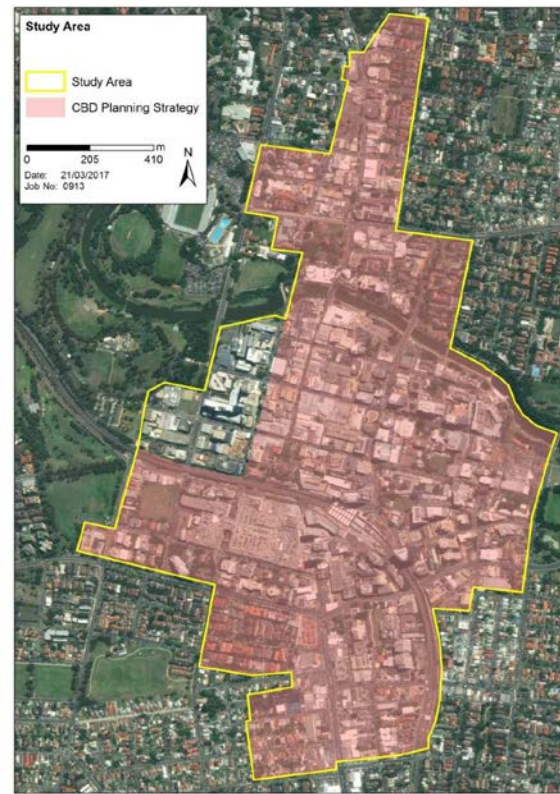 Study Area
Study Area
CBD Planning Strategy
0 205 410 m
N
Date: 21/03/2017
Job No: 0913